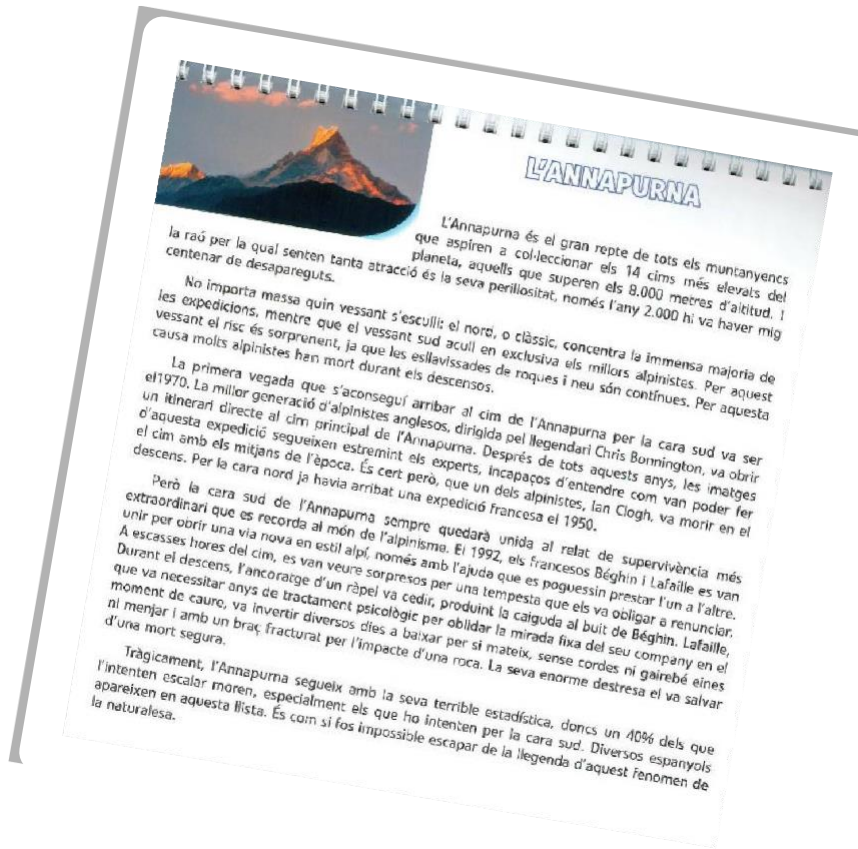 L'ANNAPURNA
L'Annapurna és el gran repte de tots els muntanyencs
que aspiren a col·leccionar els 14 cims més elevats del
planeta, aquells que superen els 8.000 metres d'altitud. I
la raó per la qual senten tanta atracció és la seva perillositat, només l'any 2.000 hi va haver mig
centenar de desapareguts.
No importa massa quin vessant s'esculli: el nord, o clàssic, concentra la immensa majoria de
les expedicions, mentre que el vessant sud acull en exclusiva els millors alpinistes. Per aquest
vessant el risc és sorprenent, ja que les esllavissades de roques i neu són contínues. Per aquesta
causa molts alpinistes han mort durant els descensos.
La primera vegada que s'aconseguí arribar al cim de l'Annapurna per la cara sud va ser
el1970. La millor generació d'alpinistes anglesos, dirigida pel llegendari Chris Bonnington, va obrir
un itinerari directe al cim principal de l'Annapurna. Després de tots aquests anys, les imatges
d'aquesta expedició segueixen estremint els experts, incapaços d'entendre com van poder fer
el cim amb els mitjans de l'època. És cert però, que un dels alpinistes, Ian Clogh, va morir en el
descens. Per la cara nord ja havia arribat una expedició francesa el 1950.
Però la cara sud de l'Annapurna sempre quedarà unida al relat de supervivència més
extraordinari que es recorda al món de l'alpinisme. El 1992, els francesos Béghin i Lafaille es van
unir per obrir una via nova en estil alpí, només amb l'ajuda que es poguessin prestar l'un a l'altre.
A escasses hores del cim, es van veure sorpresos per una tempesta que els va obligar a renunciar.
Durant el descens, l'ancoratge d'un ràpel va cedir, produint la caiguda al buit de Béghin. Lafaille,
que va necessitar anys de tractament psicològic per oblidar la mirada fixa del seu company en el
moment de caure, va invertir diversos dies a baixar per si mateix, sense cordes ni gairebé eines
ni menjar i amb un braç fracturat per l'impacte d'una roca. La seva enorme destresa el va salvar
d'una mort segura.
Tràgicament, l'Annapurna segueix amb la seva terrible estadística, doncs un 40% dels que
l'intenten escalar moren, especialment els que ho intenten per la cara sud. Diversos espanyols
apareixen en aquesta llista. És com si fos impossible escapar de la llegenda d'aquest fenomen de
la naturalesa.